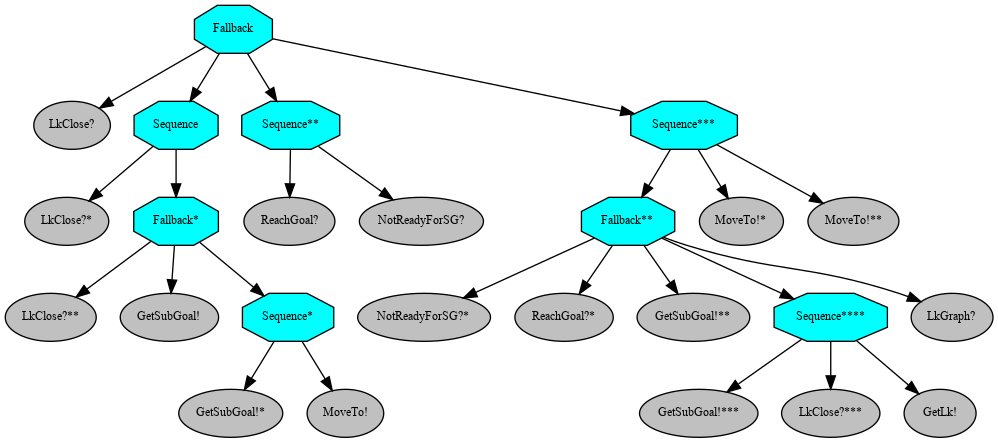 Fallback
LkClose?
Sequence
Sequence**
Sequence***
LkClose?*
Fallback*
ReachGoal?
NotReadyForSG?
Fallback**
MoveTo!*
MoveTo!**
LkClose?**
GetSubGoal!
Sequence*
NotReadyForSG?*
ReachGoal?*
GetSubGoal!**
Sequence****
LkGraph?
GetSubGoal!*
MoveTo!
GetSubGoal!***
LkClose?***
GetLk!